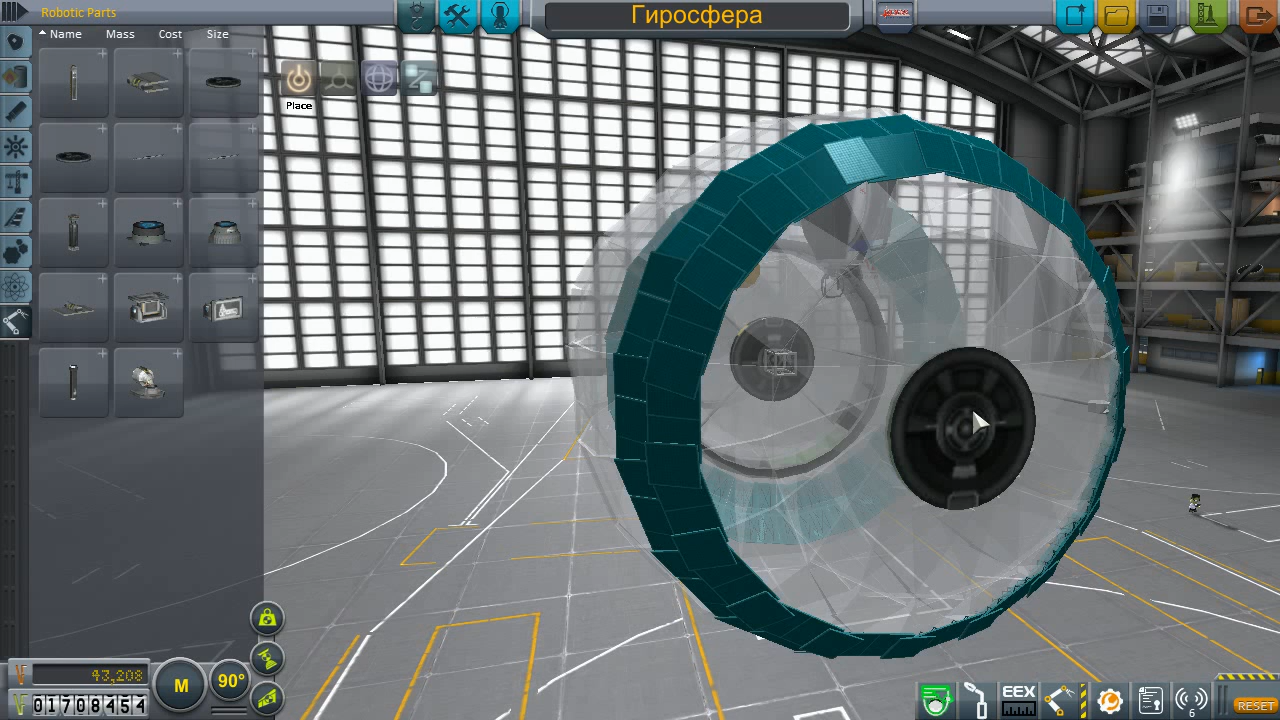 Robotic Parts
Гиросфера
Name Mass Cost Size
Place
43,208
01708454
M
90°
EEX
RESET